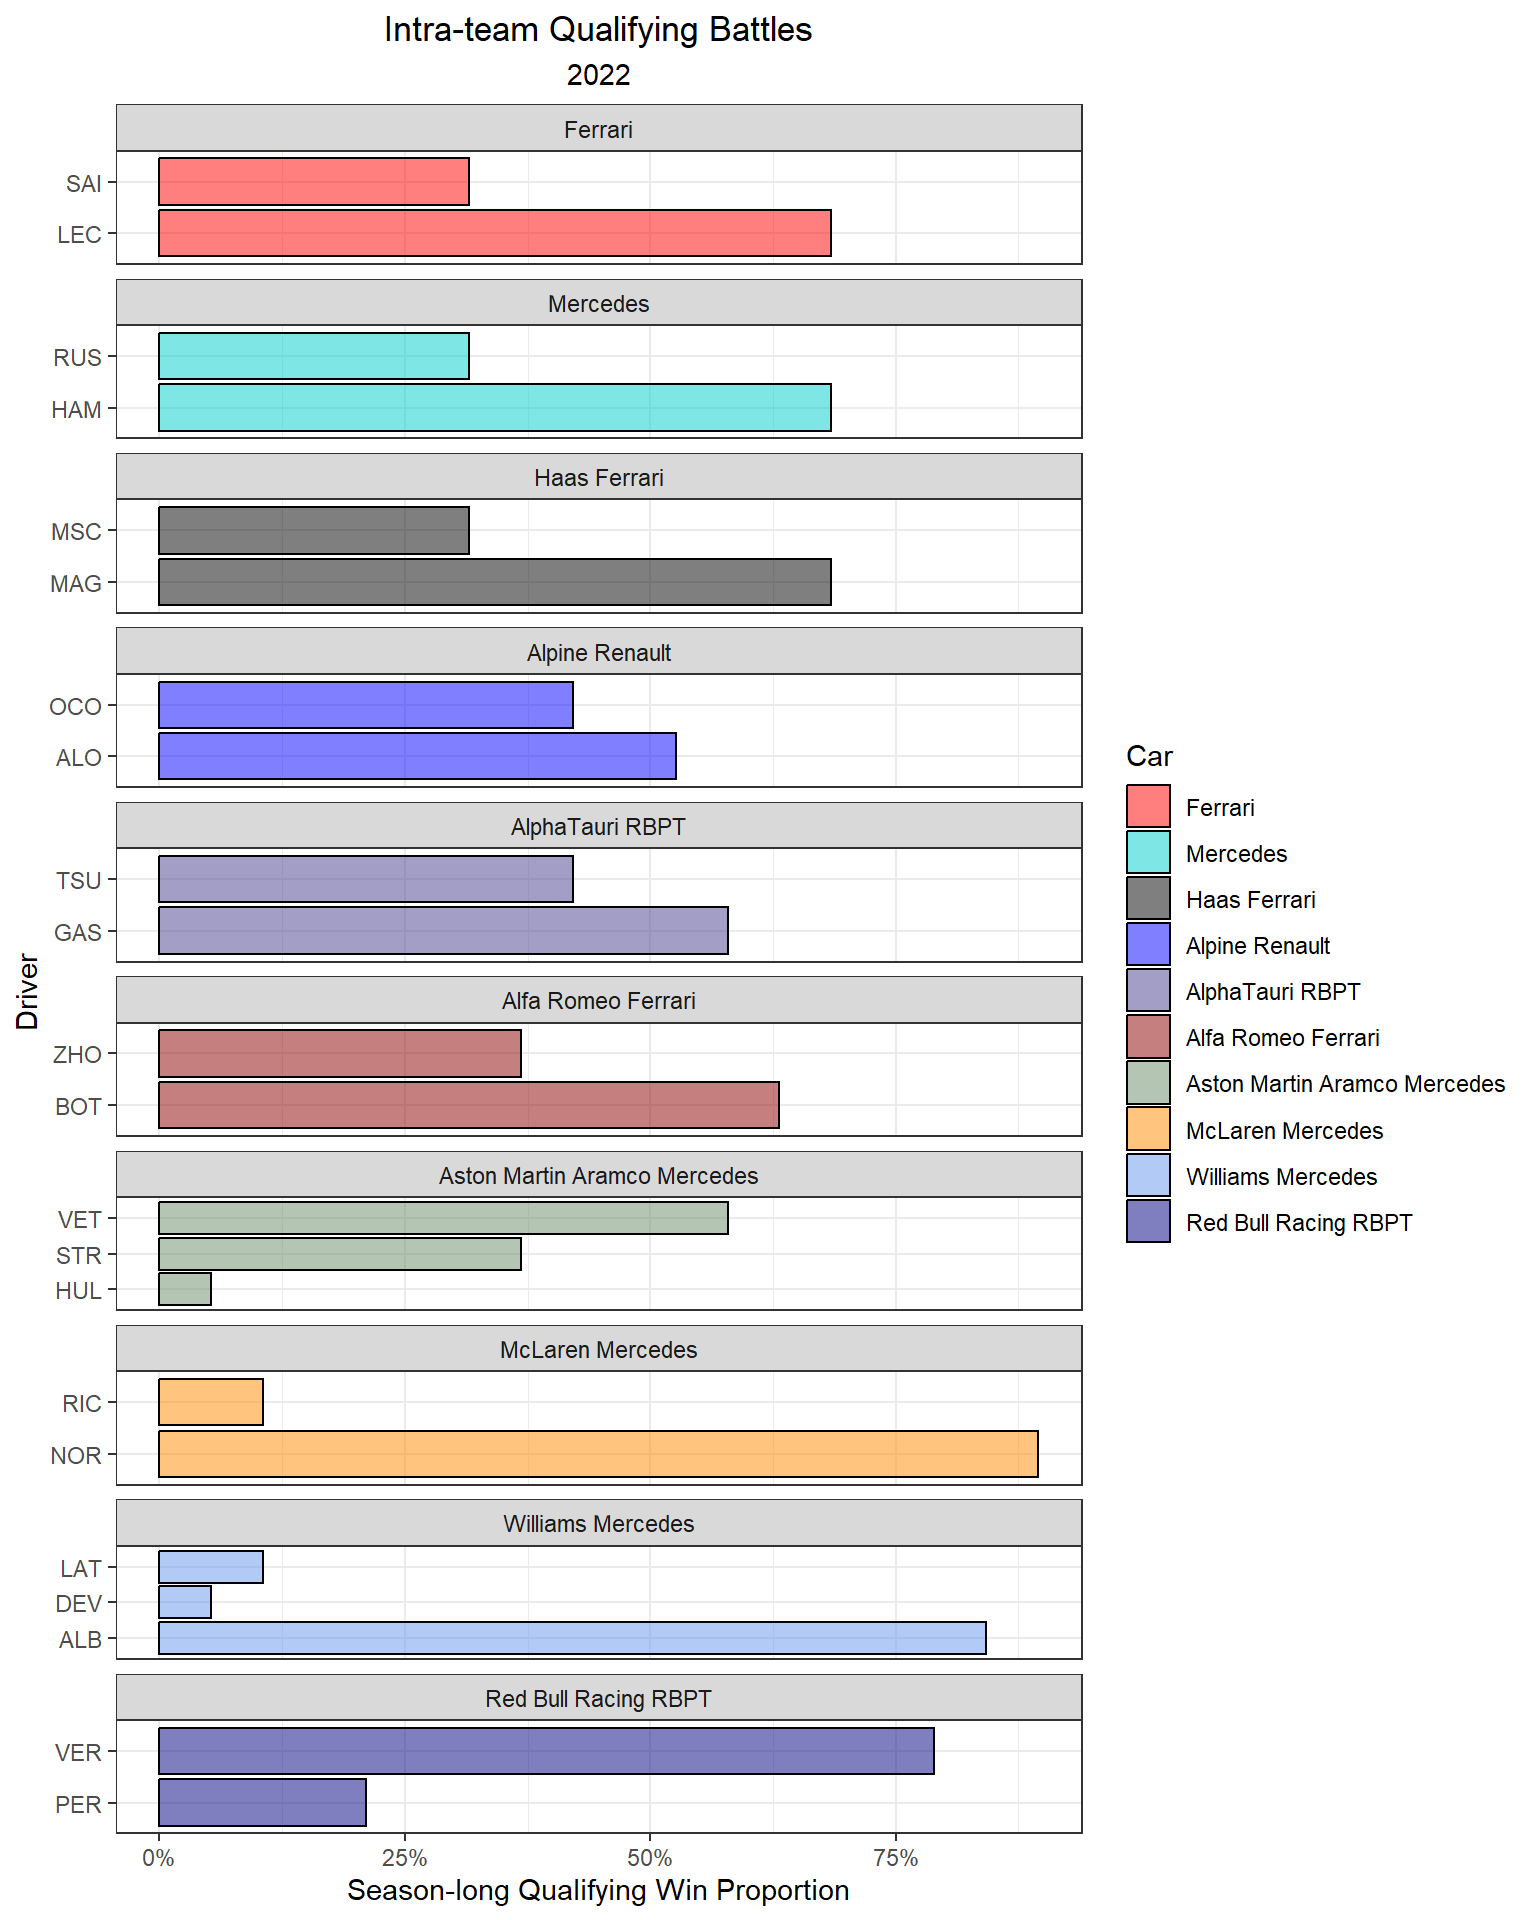 Intra-team Qualifying Battles
2022
Ferrari
SAI
LEC
Mercedes
RUS
HAM
Haas Ferrari
MSC
MAG
Alpine Renault
OCO
ALO
AlphaTauri RBPT
TSU
GAS
Alfa Romeo Ferrari
ZHO
BOT
Aston Martin Aramco Mercedes
VET
STR
HUL
McLaren Mercedes
RIC
NOR
Williams Mercedes
LAT
DEV
ALB
Red Bull Racing RBPT
VER
PER
0% 25% 50% 75%
Season-long Qualifying Win Proportion
Driver
Car
Ferrari
Mercedes
Haas Ferrari
Alpine Renault
AlphaTauri RBPT
Alfa Romeo Ferrari
Aston Martin Aramco Mercedes
McLaren Mercedes
Williams Mercedes
Red Bull Racing RBPT